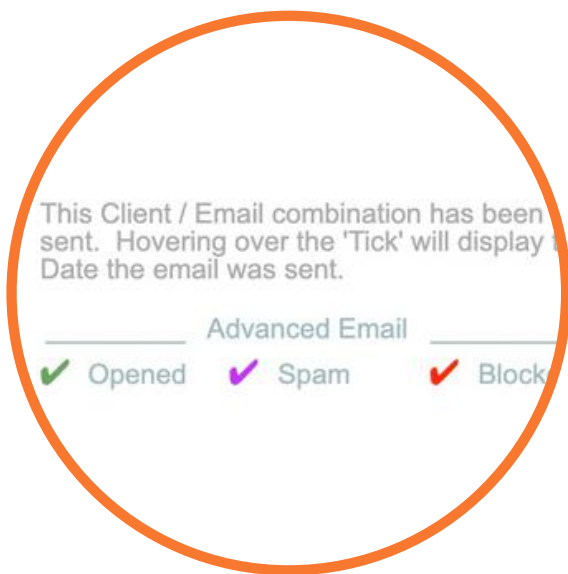 This Client / Email combination has been
sent.  Hovering over the 'Tick' will display
Date the email was sent.
Advanced Email
✔ Opened ✔ Spam ✔